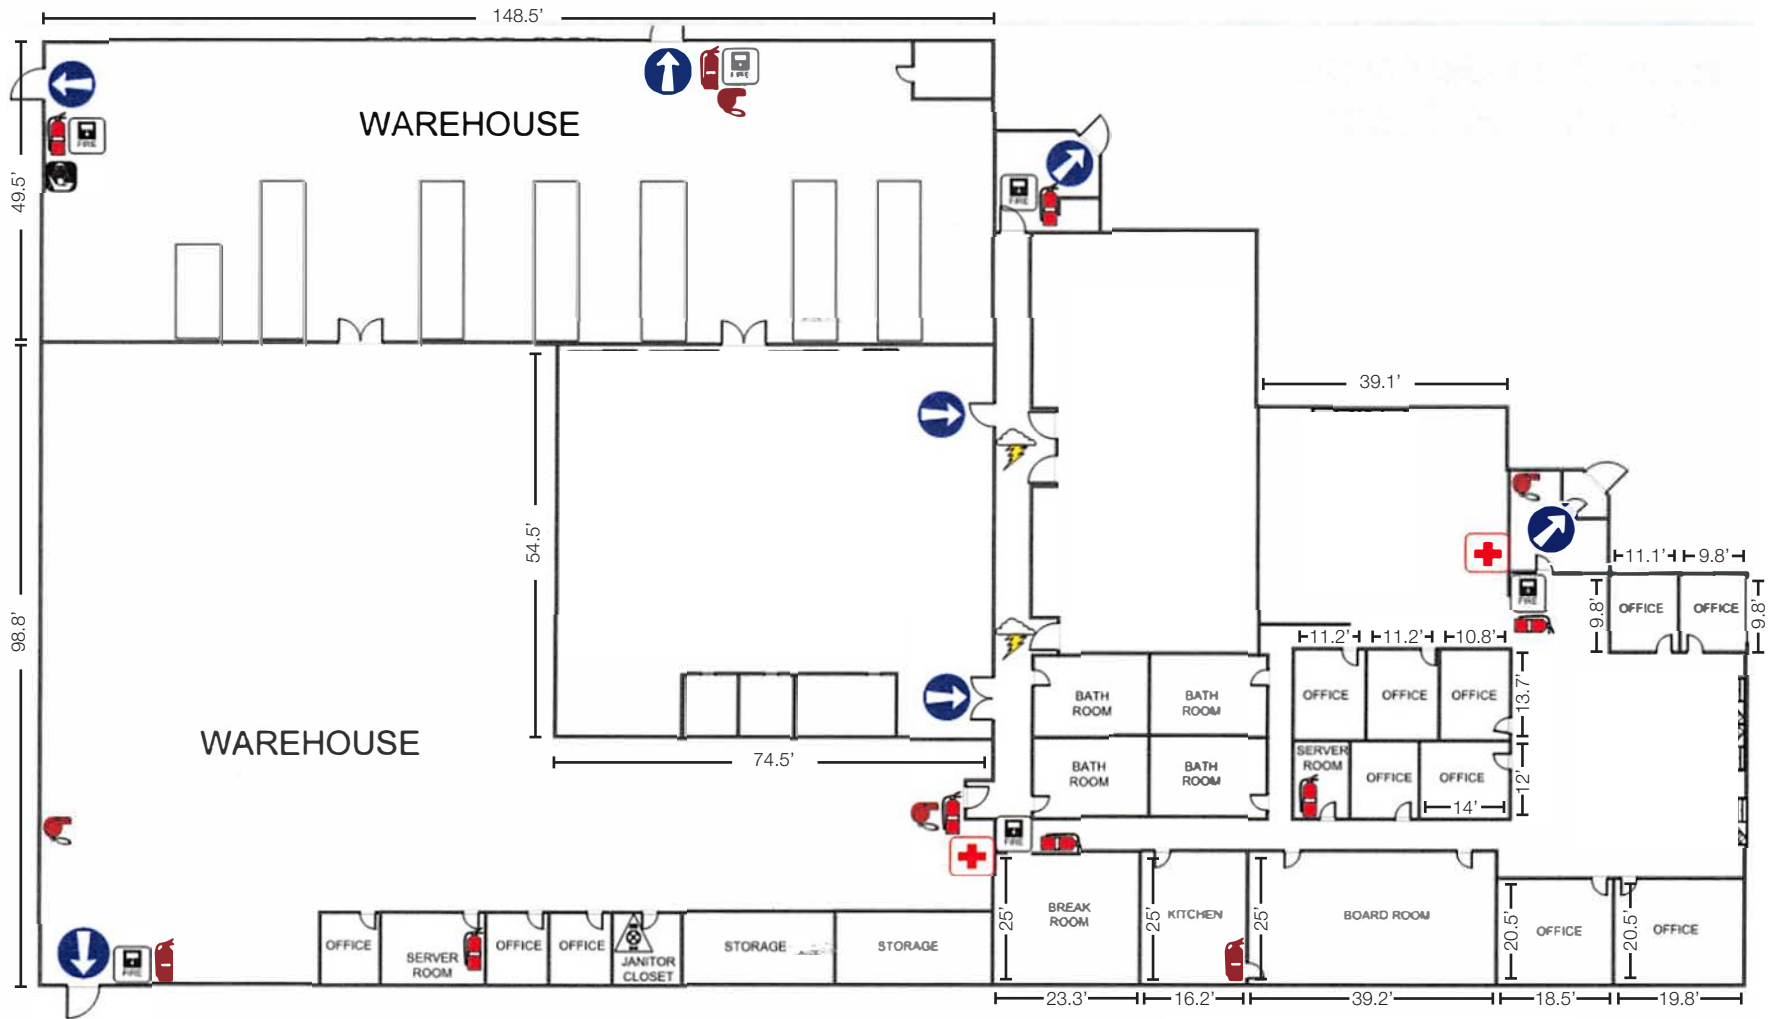 148.5'
WAREHOUSE
FIRE
FIRE
49.5'
FIRE
39.1'
54.5'
11.1'
9.8'
FIRE
9.8'
OFFICE
OFFICE
9.8'
98.8'
11.2'
11.2'
10.8'
BATH
ROOM
BATH
ROOM
OFFICE
OFFICE
OFFICE
13.7'
WAREHOUSE
74.5'
BATH
ROOM
BATH
ROOM
SERVER
ROOM
OFFICE
OFFICE
12'
14'
FIRE
25'
BREAK
ROOM
25'
KITCHEN
25'
BOARD ROOM
20.5'
OFFICE
20.5'
OFFICE
FIRE
OFFICE
SERVER
ROOM
OFFICE
OFFICE
JANITOR
CLOSET
STORAGE
STORAGE
23.3'
16.2'
39.2'
18.5'
19.8'